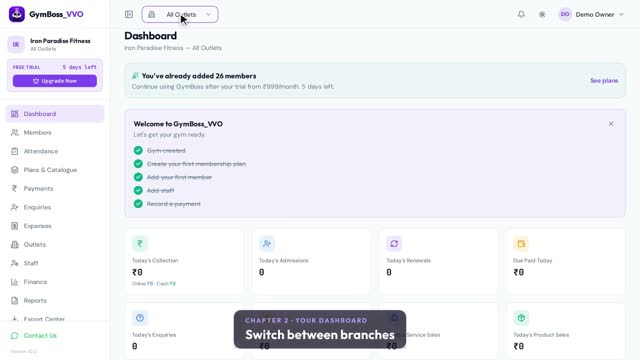 GymBoss_VVO
All Outlets
DO
Demo Owner
IR
Iron Paradise Fitness
All Outlets
FREE TRIAL
5 days left
Upgrade Now
Dashboard
Members
Attendance
Plans & Catalogue
Payments
Enquiries
Expenses
Outlets
Staff
Finance
Reports
Export Center
Contact Us
Dashboard
Iron Paradise Fitness — All Outlets
You've already added 26 members
Continue using GymBoss after your trial from ₹999/month. 5 days left.
See plans
Welcome to GymBoss_VVO
Let's get your gym ready.
Gym created
Create your first membership plan
Add your first member
Add staff
Record a payment
Today's Collection
₹0
Online ₹0 · Cash ₹0
Today's Admissions
0
Today's Renewals
0
Due Paid Today
₹0
Today's Enquiries
0
Service Sales
Today's Product Sales
₹0
CHAPTER 2 · YOUR DASHBOARD
Switch between branches